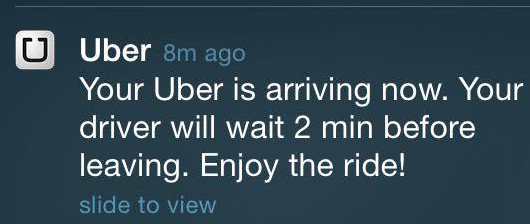 Uber 8m ago
Your Uber is arriving now. Your
driver will wait 2 min before
leaving. Enjoy the ride!
slide to view